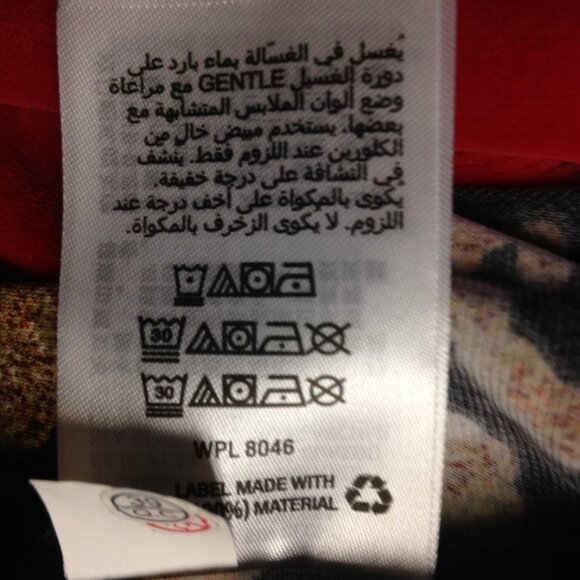 يُغسل في الغسّالة بماء بارد على
دورة الغسيل GENTLE مع مراعاة
وضع ألوان الملابس المتشابهة مع
بعضها. يستخدم مبيض خالٍ من
الكلورين عند اللزوم فقط. يُنشّف
في النشافة على درجة خفيفة.
يُكوى بالمكواة على أخف درجة عند
اللزوم. لا يكوى الزخرف بالمكواة.
30
30
WPL 8046
LABEL MADE WITH
%) MATERIAL